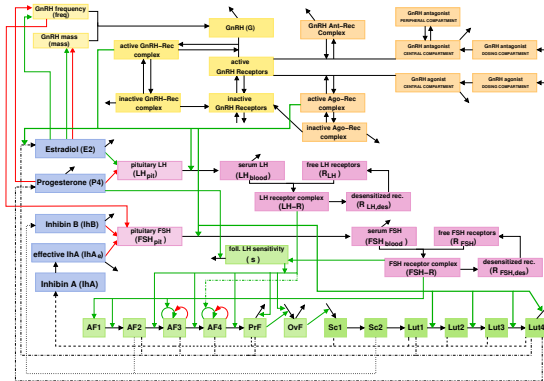 GnRH frequency
(freq)
GnRH mass
(mass)
GnRH (G)
GnRH Ant–Rec
Complex
GnRH antagonist
PERIPHERAL COMPARTMENT
active GnRH–Rec
complex
GnRH antagonist
CENTRAL COMPARTMENT
GnRH antagonist
DOSING COMPARTMENT
active
GnRH Receptors
GnRH agonist
CENTRAL COMPARTMENT
GnRH agonist
DOSING COMPARTMENT
inactive GnRH–Rec
complex
inactive
GnRH Receptors
active Ago–Rec
complex
inactive Ago–Rec
complex
Estradiol (E2)
Progesterone (P4)
pituitary LH
(LHpit)
serum LH
(LHblood)
free LH receptors
(RLH)
LH receptor complex
(LH–R)
desensitized rec.
(RLH,des)
Inhibin B (IhB)
effective IhA (IhAe)
Inhibin A (IhA)
pituitary FSH
(FSHpit)
serum FSH
(FSHblood)
free FSH receptors
(RFSH)
foll. LH sensitivity
(s)
FSH receptor complex
(FSH–R)
desensitized rec.
(RFSH,des)
AF1 AF2 AF3 AF4 PrF OvF Sc1 Sc2 Lut1 Lut2 Lut3 Lut4